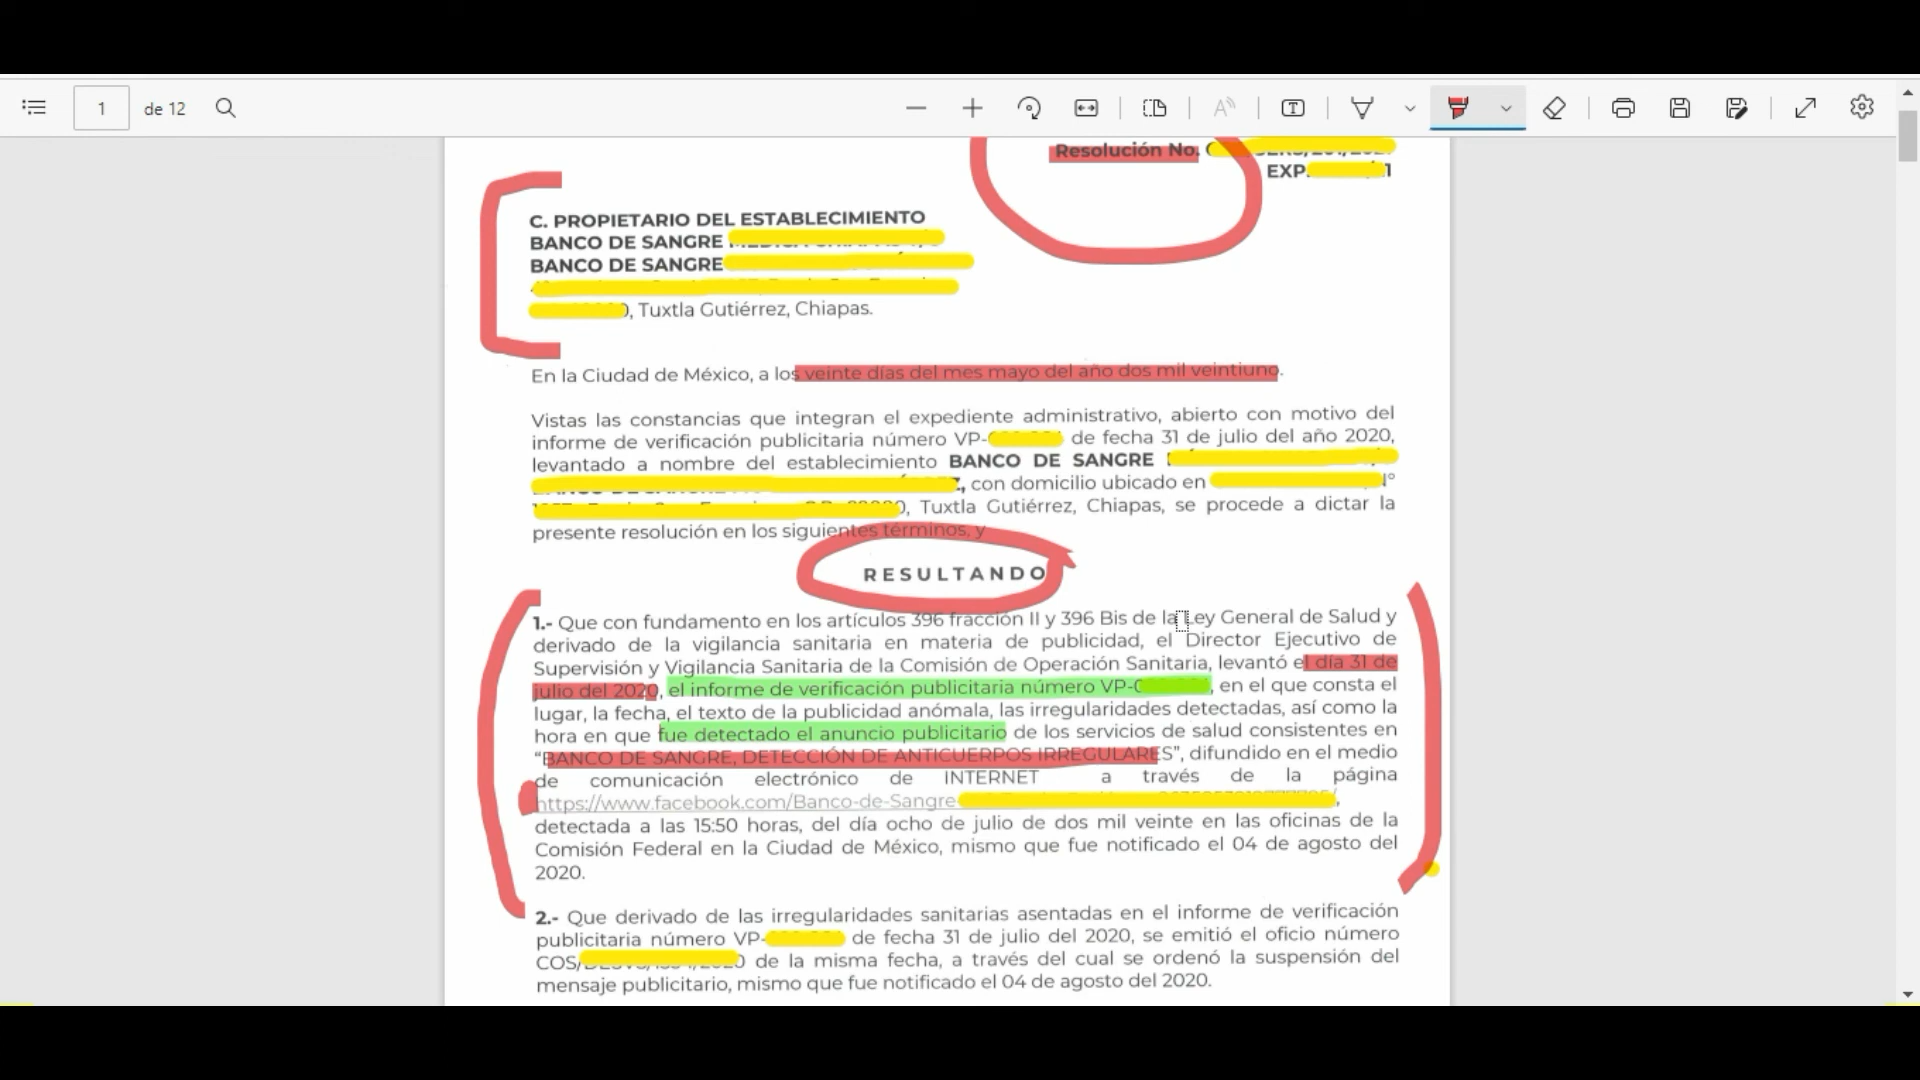 1 de 12
Resolución No.
EXP.
C. PROPIETARIO DEL ESTABLECIMIENTO
BANCO DE SANGRE
BANCO DE SANGRE
, Tuxtla Gutiérrez, Chiapas.
En la Ciudad de México, a los veinte días del mes mayo del año dos mil veintiuno.
Vistas las constancias que integran el expediente administrativo, abierto con motivo del
informe de verificación publicitaria número VP- de fecha 31 de julio del año 2020,
levantado a nombre del establecimiento BANCO DE SANGRE
, con domicilio ubicado en N°
, Tuxtla Gutiérrez, Chiapas, se procede a dictar la
presente resolución en los siguientes términos, y
RESULTANDO
1.- Que con fundamento en los artículos 396 fracción II y 396 Bis de la Ley General de Salud y
derivado de la vigilancia sanitaria en materia de publicidad, el Director Ejecutivo de
Supervisión y Vigilancia Sanitaria de la Comisión de Operación Sanitaria, levantó el día 31 de
julio del 2020, el informe de verificación publicitaria número VP- , en el que consta el
lugar, la fecha, el texto de la publicidad anómala, las irregularidades detectadas, así como la
hora en que fue detectado el anuncio publicitario de los servicios de salud consistentes en
“BANCO DE SANGRE, DETECCIÓN DE ANTICUERPOS IRREGULARES”, difundido en el medio
de comunicación electrónico de INTERNET a través de la página
https://www.facebook.com/Banco-de-Sangre
detectada a las 15:50 horas, del día ocho de julio de dos mil veinte en las oficinas de la
Comisión Federal en la Ciudad de México, mismo que fue notificado el 04 de agosto del
2020.
2.- Que derivado de las irregularidades sanitarias asentadas en el informe de verificación
publicitaria número VP- de fecha 31 de julio del 2020, se emitió el oficio número
COS/ de la misma fecha, a través del cual se ordenó la suspensión del
mensaje publicitario, mismo que fue notificado el 04 de agosto del 2020.